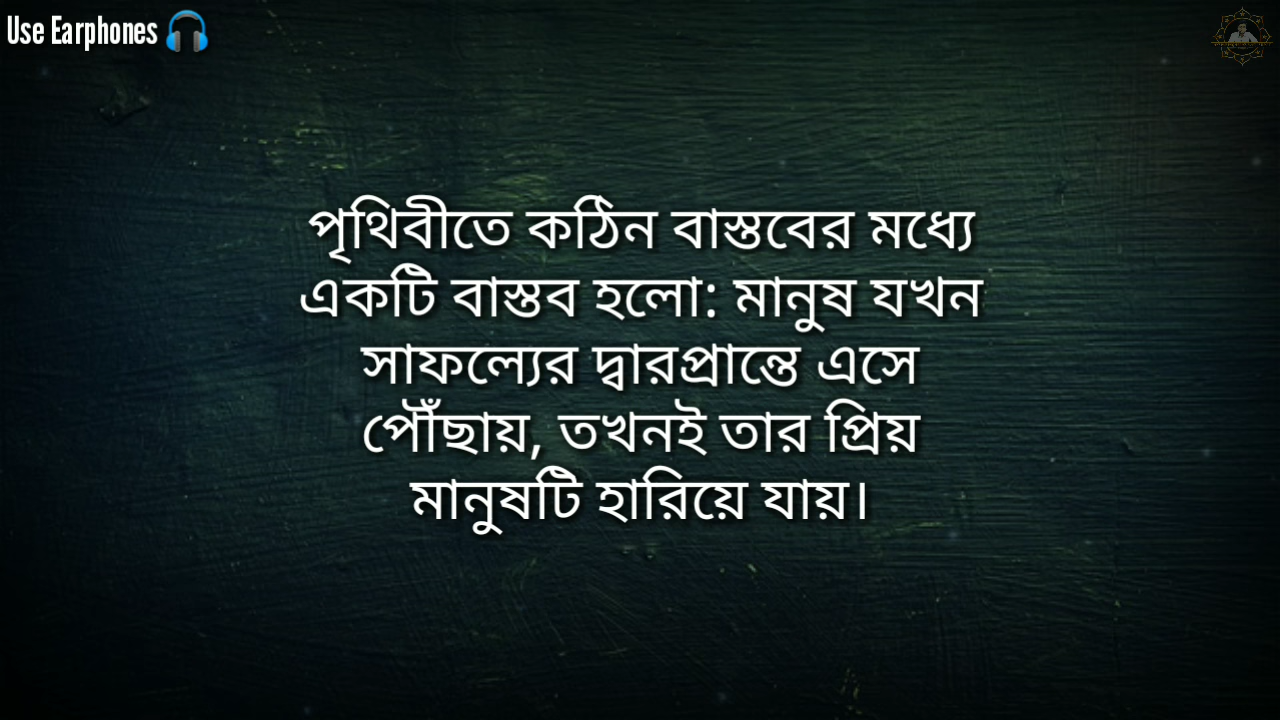 Use Earphones 🎧
পৃথিবীতে কঠিন বাস্তবের মধ্যে
একটি বাস্তব হলো: মানুষ যখন
সাফল্যের দ্বারপ্রান্তে এসে
পৌঁছায়, তখনই তার প্রিয়
মানুষটি হারিয়ে যায়।